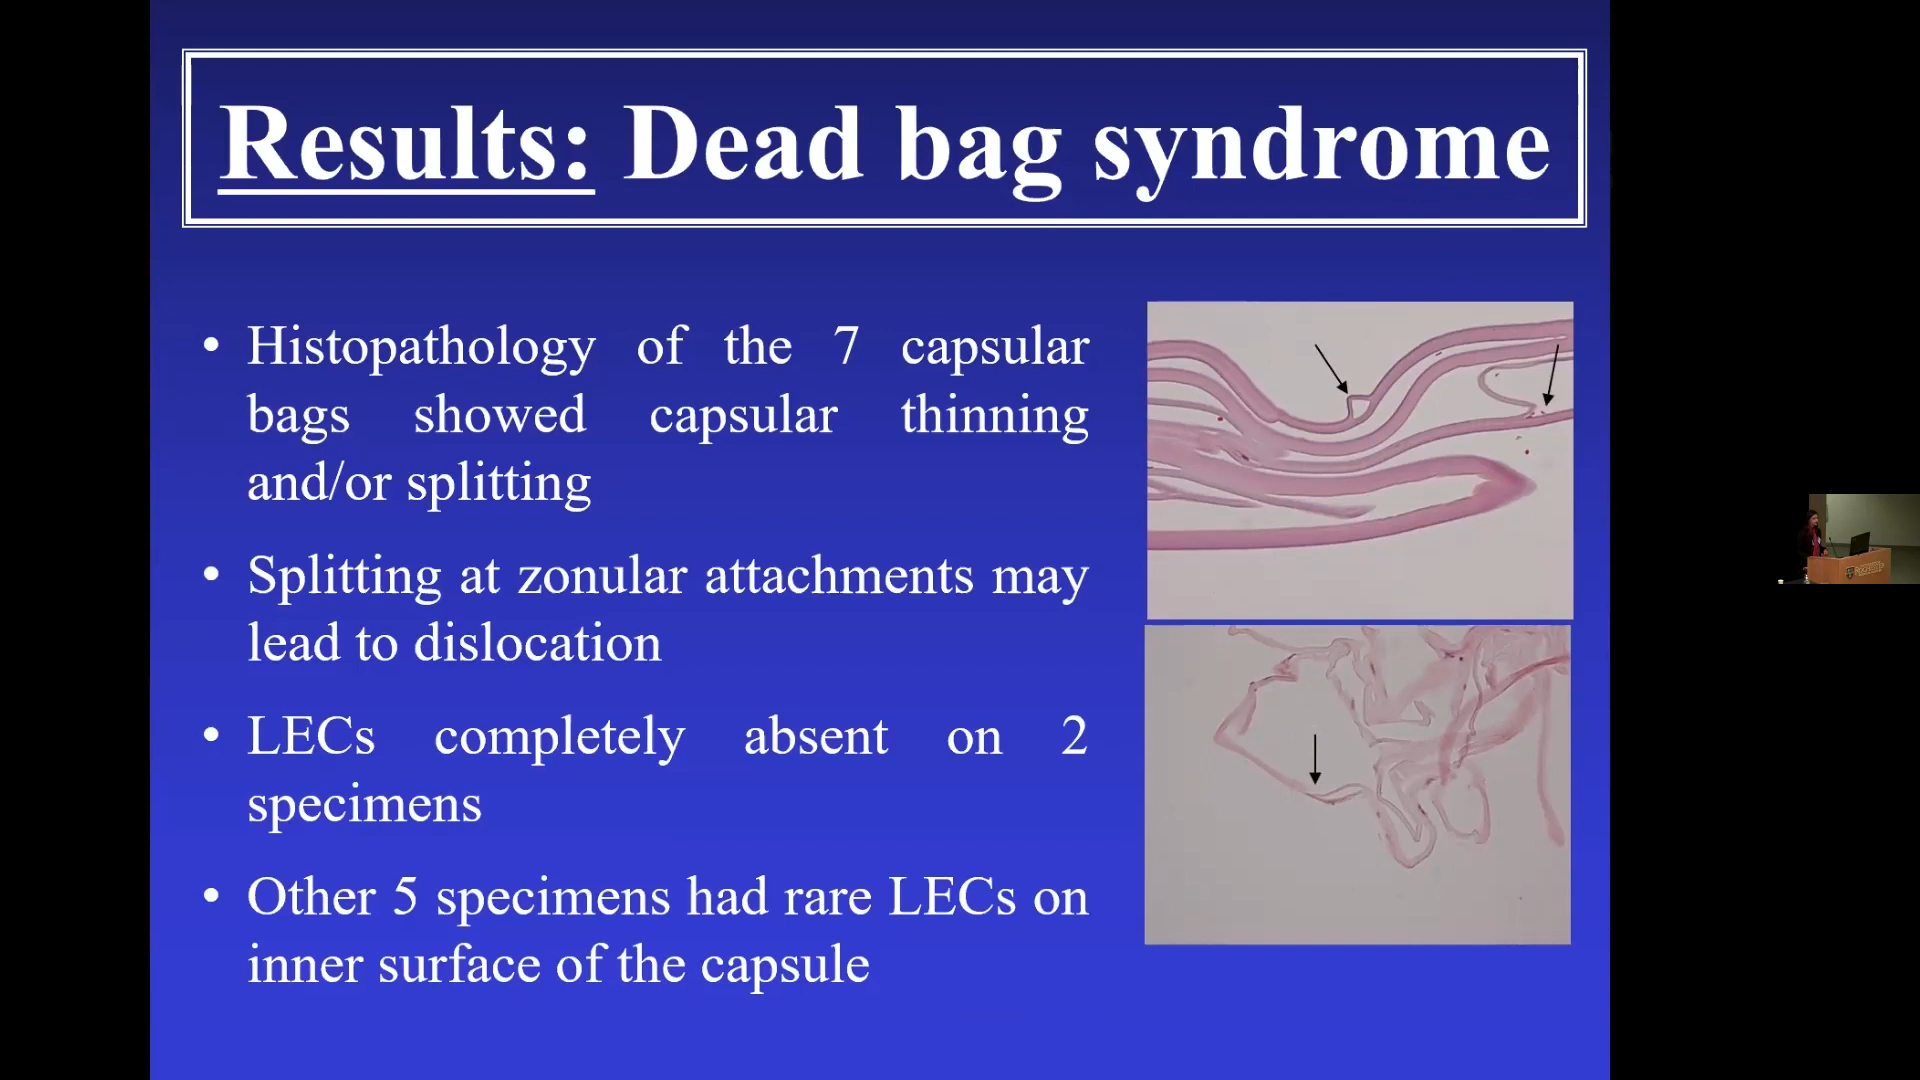 Results: Dead bag syndrome
• Histopathology of the 7 capsular
bags showed capsular thinning
and/or splitting
• Splitting at zonular attachments may
lead to dislocation
• LECs completely absent on 2
specimens
• Other 5 specimens had rare LECs on
inner surface of the capsule
ROCHESTER